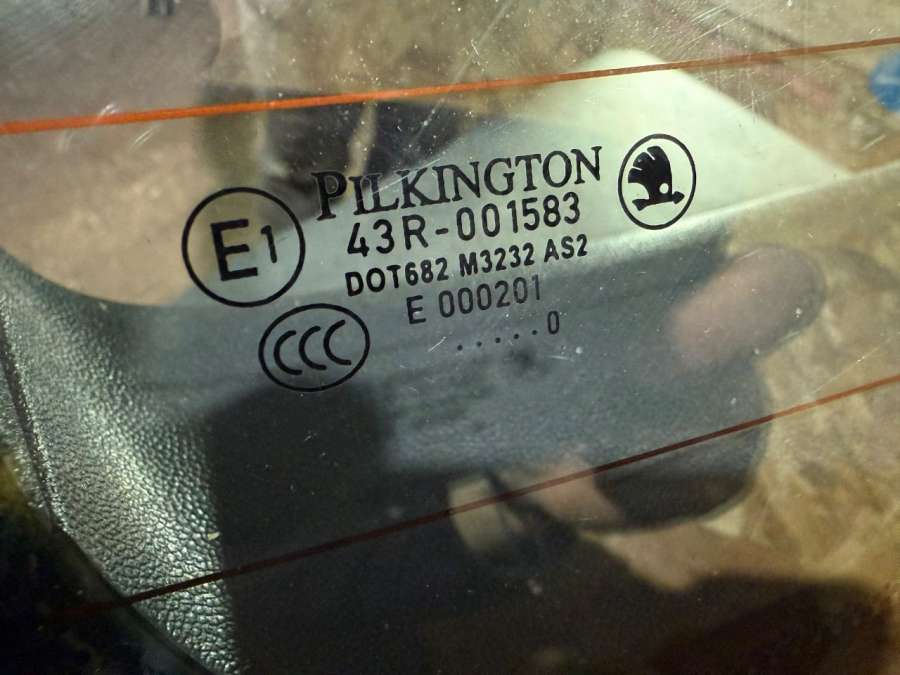 PILKINGTON
E1
43R-001583
DOT682 M3232 AS2
E 000201
CCC
.....0